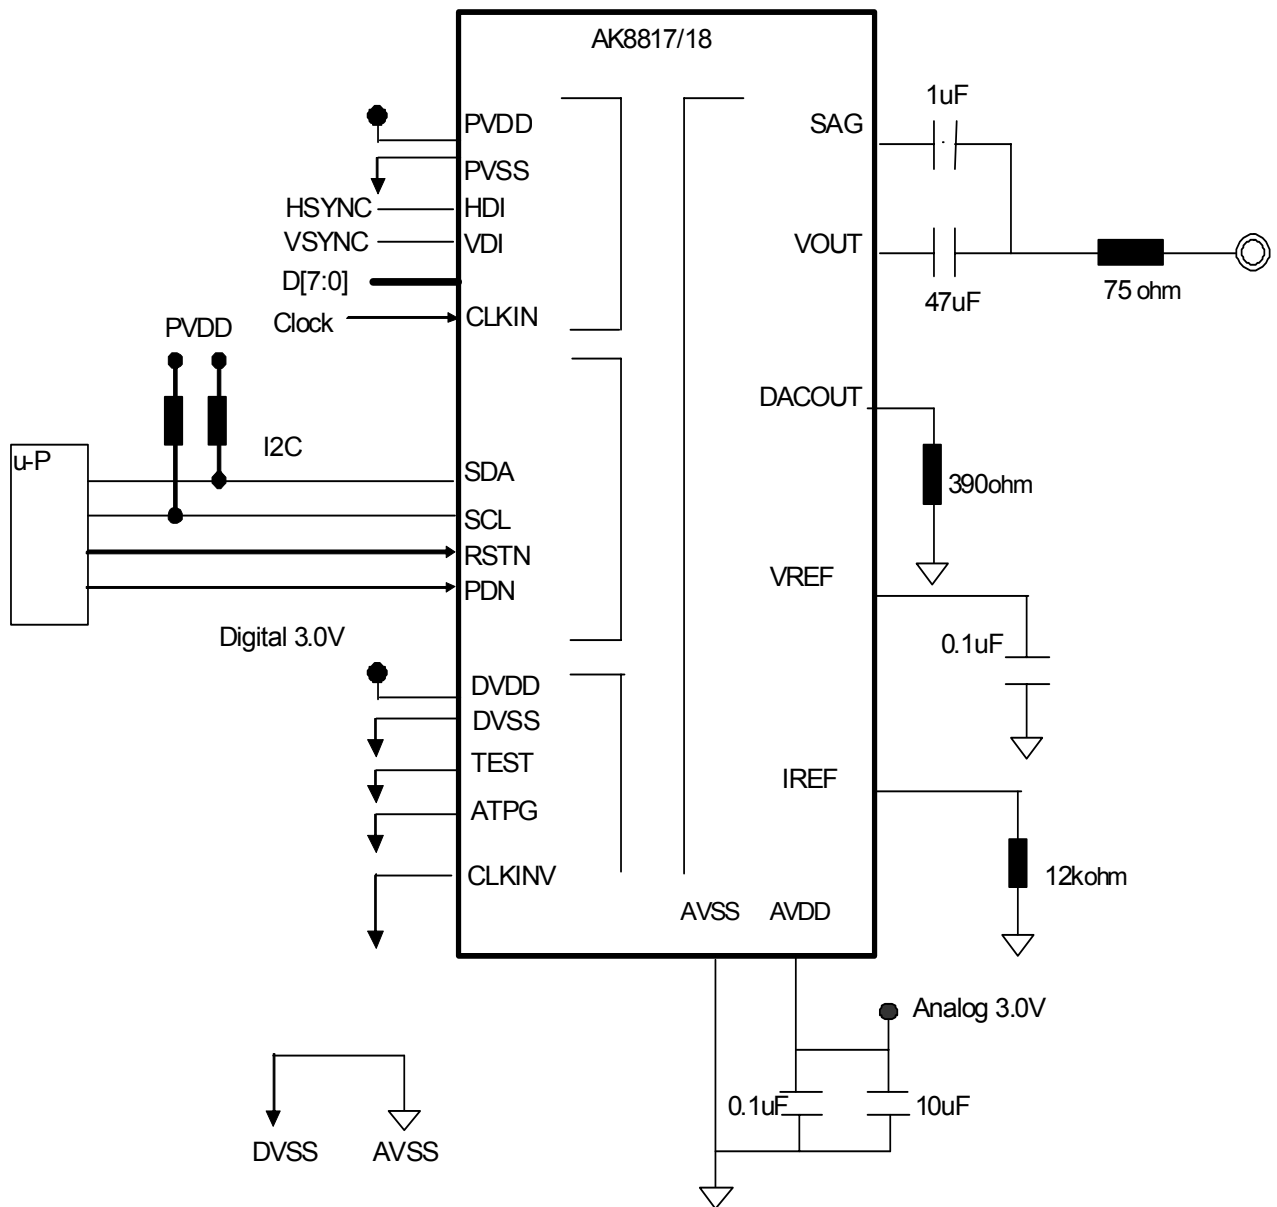 AK8817/18
1uF
PVDD
SAG
PVSS
HSYNC
HDI
VSYNC
VDI
VOUT
D[7:0]
75 ohm
47uF
Clock
CLKIN
PVDD
DACOUT
I2C
u-P
SDA
390ohm
SCL
RSTN
VREF
PDN
Digital 3.0V
0.1uF
DVDD
DVSS
TEST
IREF
ATPG
CLKINV
12kohm
AVSS
AVDD
Analog 3.0V
0.1uF
10uF
DVSS
AVSS